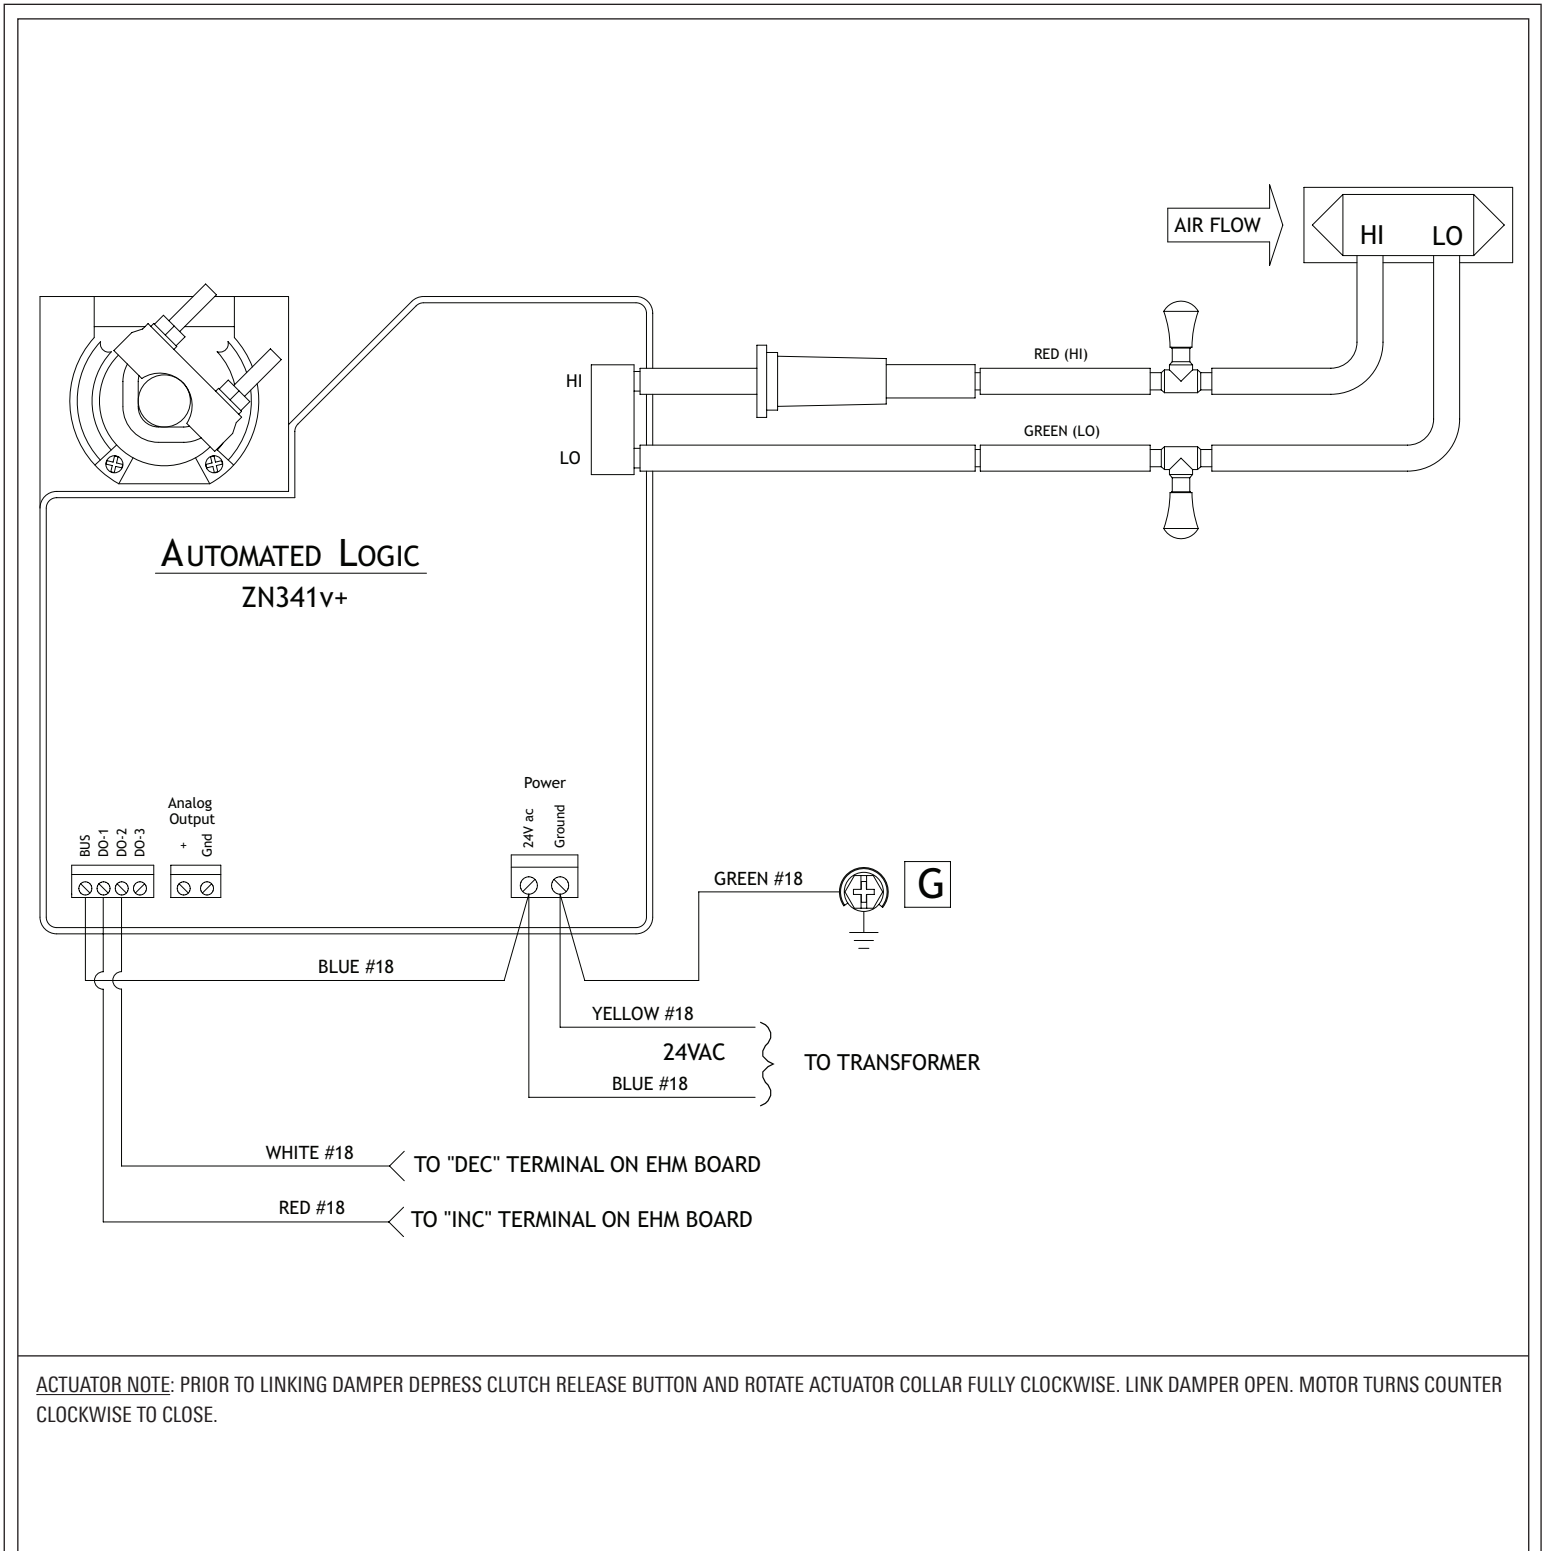 AIR FLOW
HI LO
RED (HI)
HI
GREEN (LO)
LO
AUTOMATED LOGIC
ZN341v+
Power
24V ac
Ground
Analog
Output
+
Gnd
BUS
DO-1
DO-2
DO-3
GREEN #18
G
BLUE #18
YELLOW #18
24VAC
TO TRANSFORMER
BLUE #18
WHITE #18
TO "DEC" TERMINAL ON EHM BOARD
RED #18
TO "INC" TERMINAL ON EHM BOARD
ACTUATOR NOTE: PRIOR TO LINKING DAMPER DEPRESS CLUTCH RELEASE BUTTON AND ROTATE ACTUATOR COLLAR FULLY CLOCKWISE. LINK DAMPER OPEN. MOTOR TURNS COUNTER
CLOCKWISE TO CLOSE.